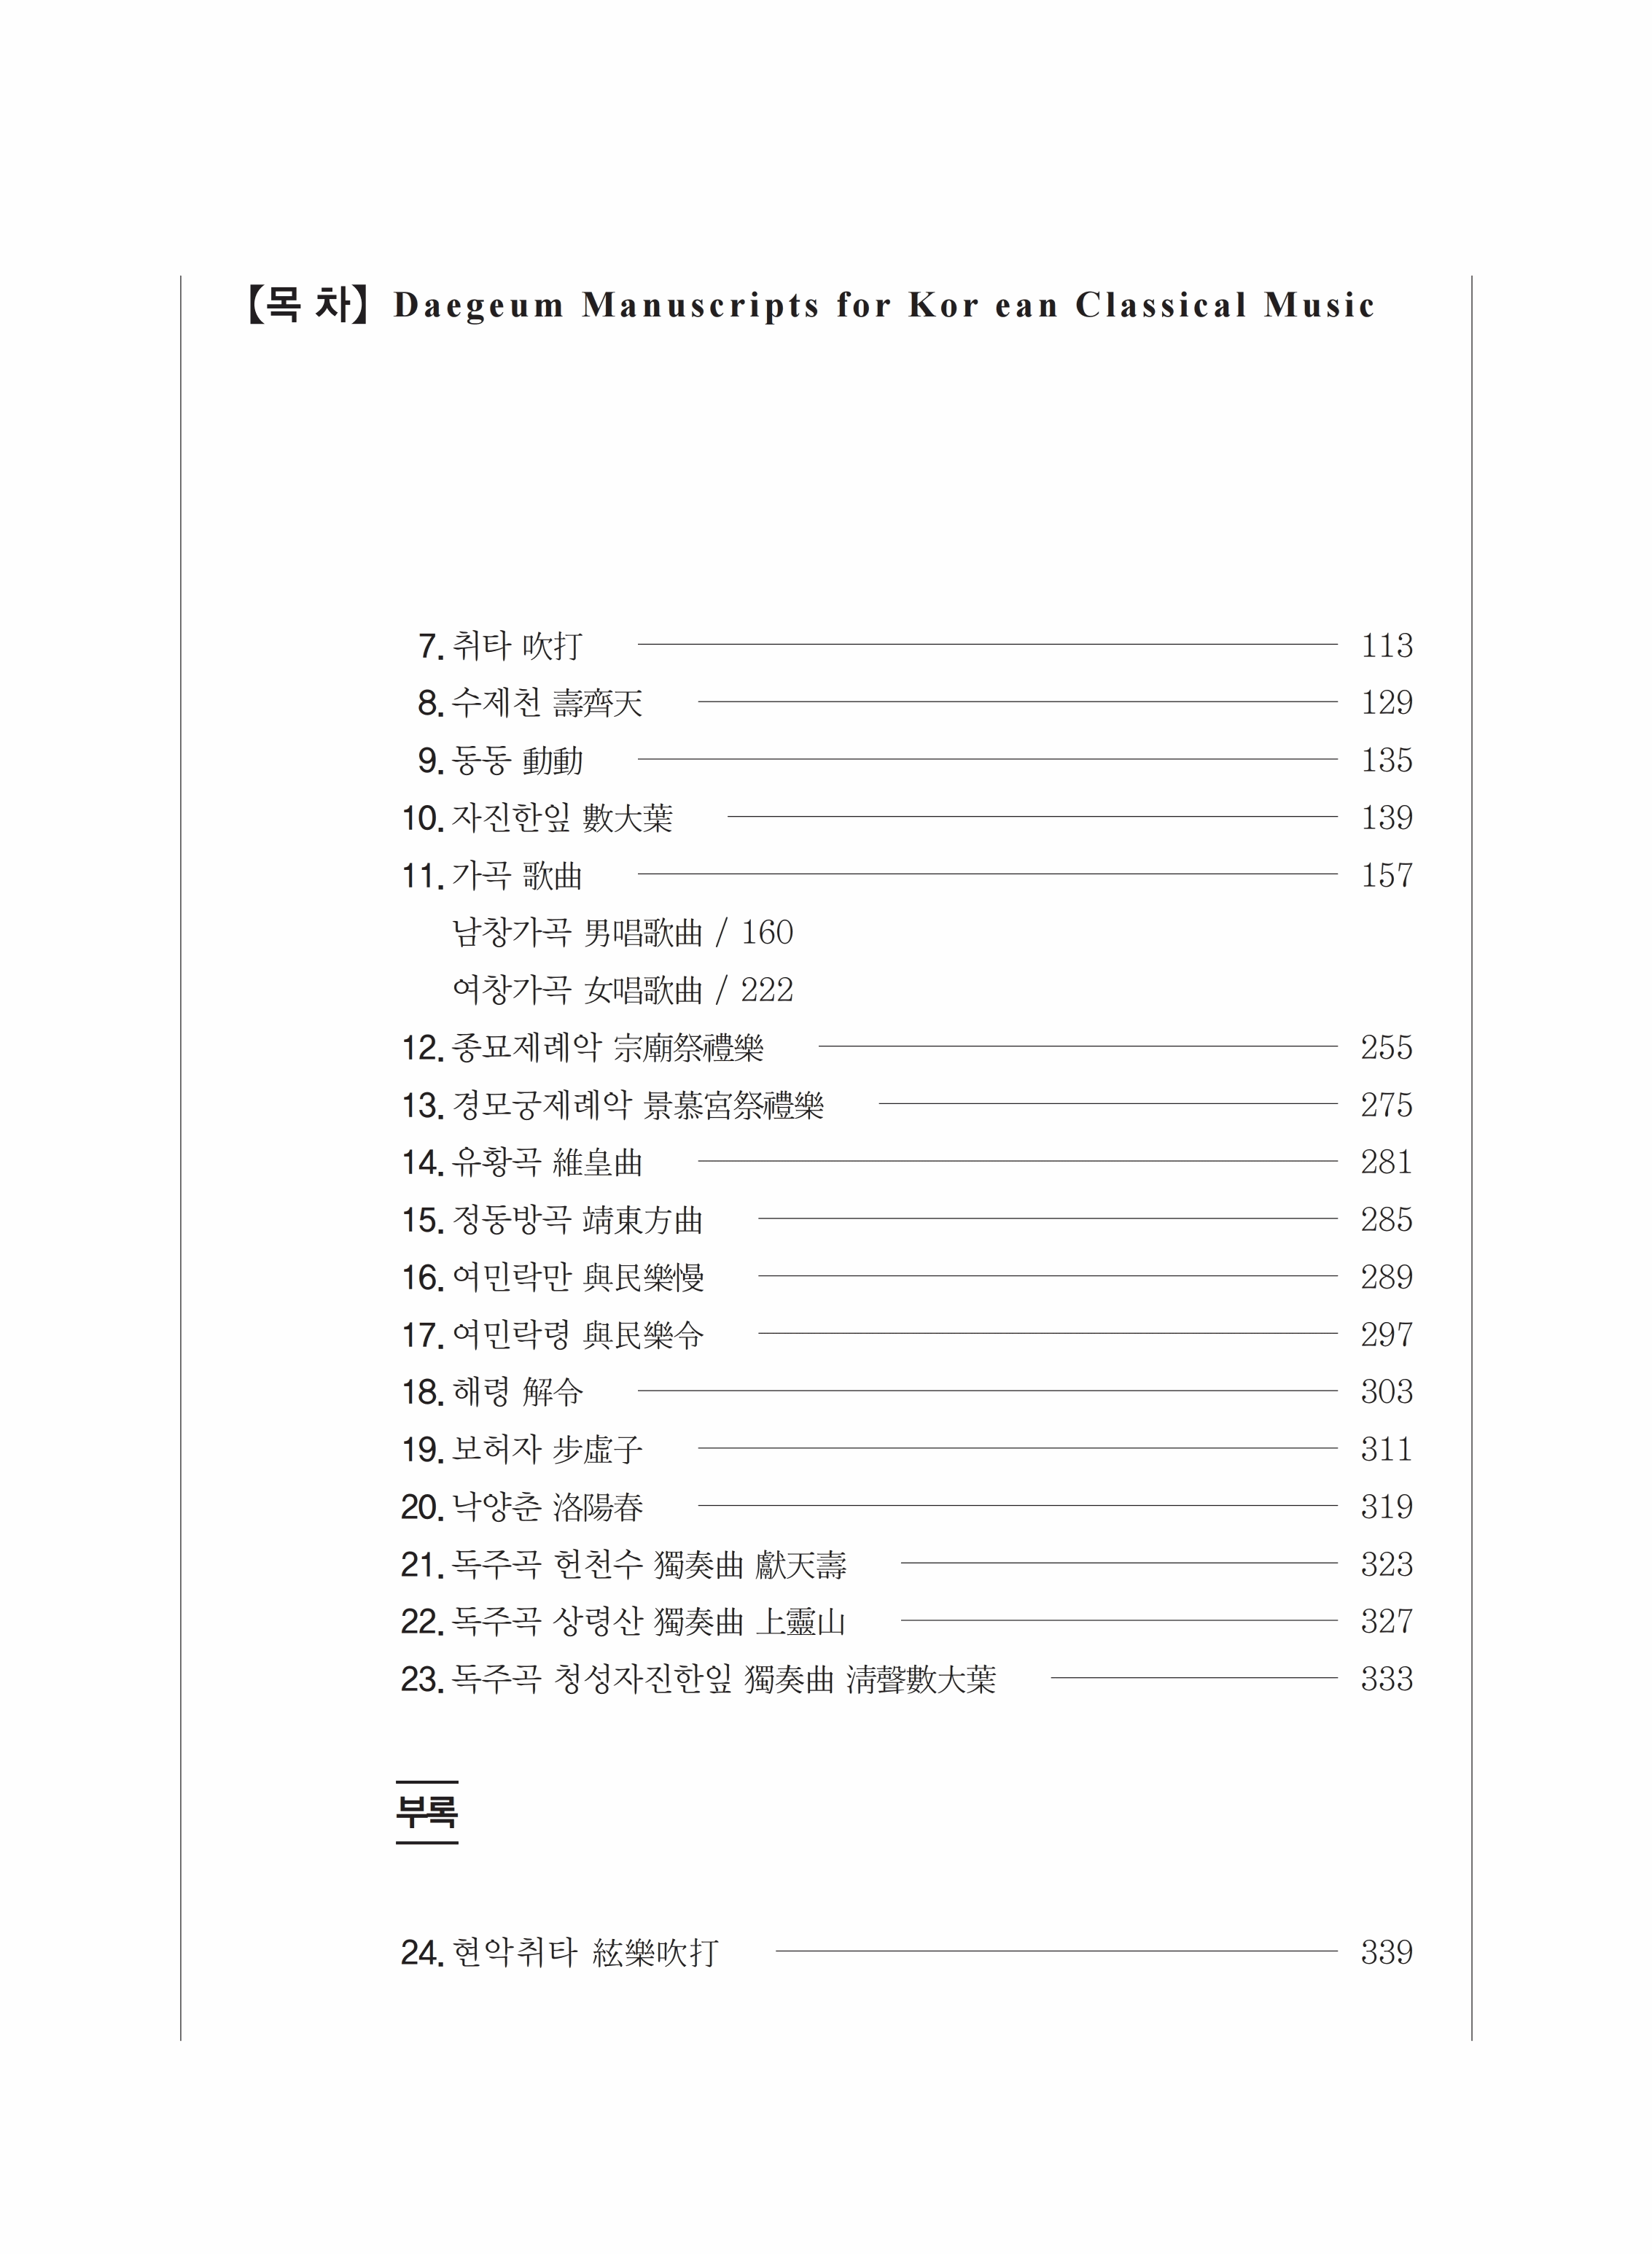 【목 차】 Daegeum Manuscripts for Kor ean Classical Music
7. 취타 吹打 113
8. 수제천 壽齊天 129
9. 동동 動動 135
10. 자진한잎 數大葉 139
11. 가곡 歌曲 157
남창가곡 男唱歌曲 / 160
여창가곡 女唱歌曲 / 222
12. 종묘제례악 宗廟祭禮樂 255
13. 경모궁제례악 景慕宮祭禮樂 275
14. 유황곡 維皇曲 281
15. 정동방곡 靖東方曲 285
16. 여민락만 與民樂慢 289
17. 여민락령 與民樂令 297
18. 해령 解令 303
19. 보허자 步虛子 311
20. 낙양춘 洛陽春 319
21. 독주곡 헌천수 獨奏曲 獻天壽 323
22. 독주곡 상령산 獨奏曲 上靈山 327
23. 독주곡 청성자진한잎 獨奏曲 淸聲數大葉 333
부록
24. 현악취타 絃樂吹打 339